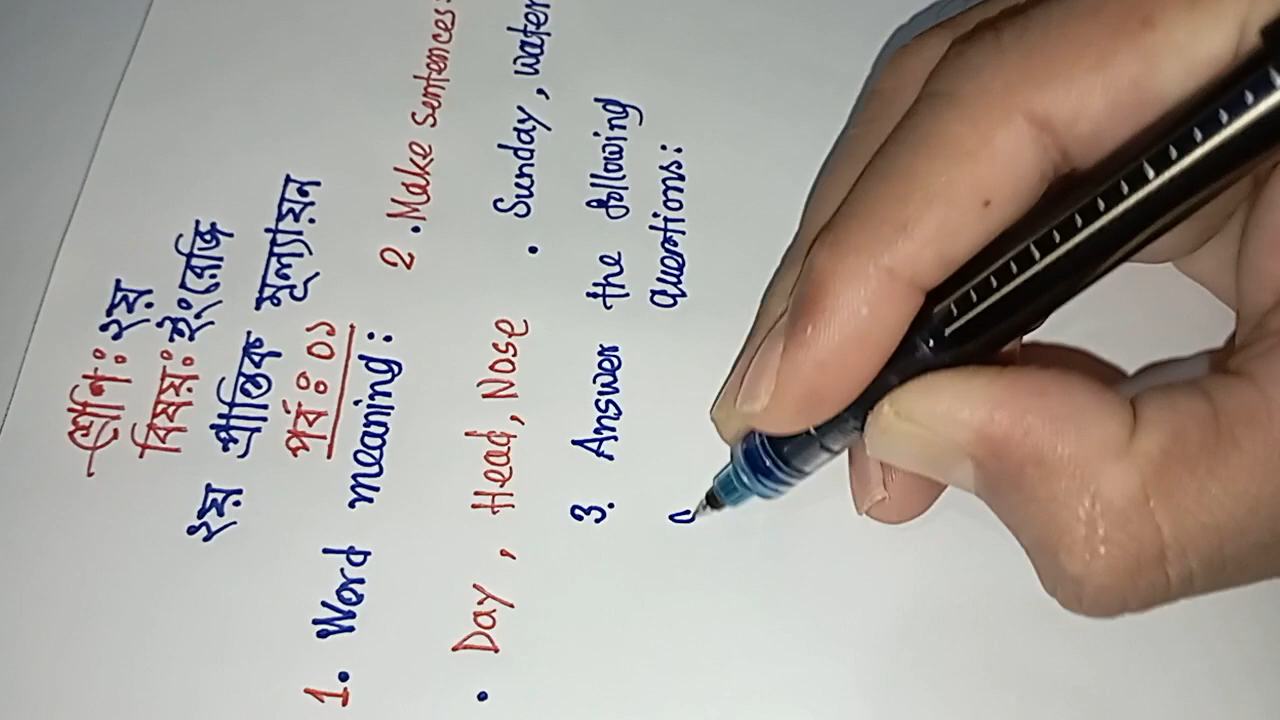 শ্রেণি: ২য়
বিষয়: ইংরেজি
২য় প্রান্তিক মূল্যায়ন
পর্ব: ০১
1. Word meaning:
• Day, Head, Nose
2. Make sentences:
• Sunday, water
3. Answer the following
questions: